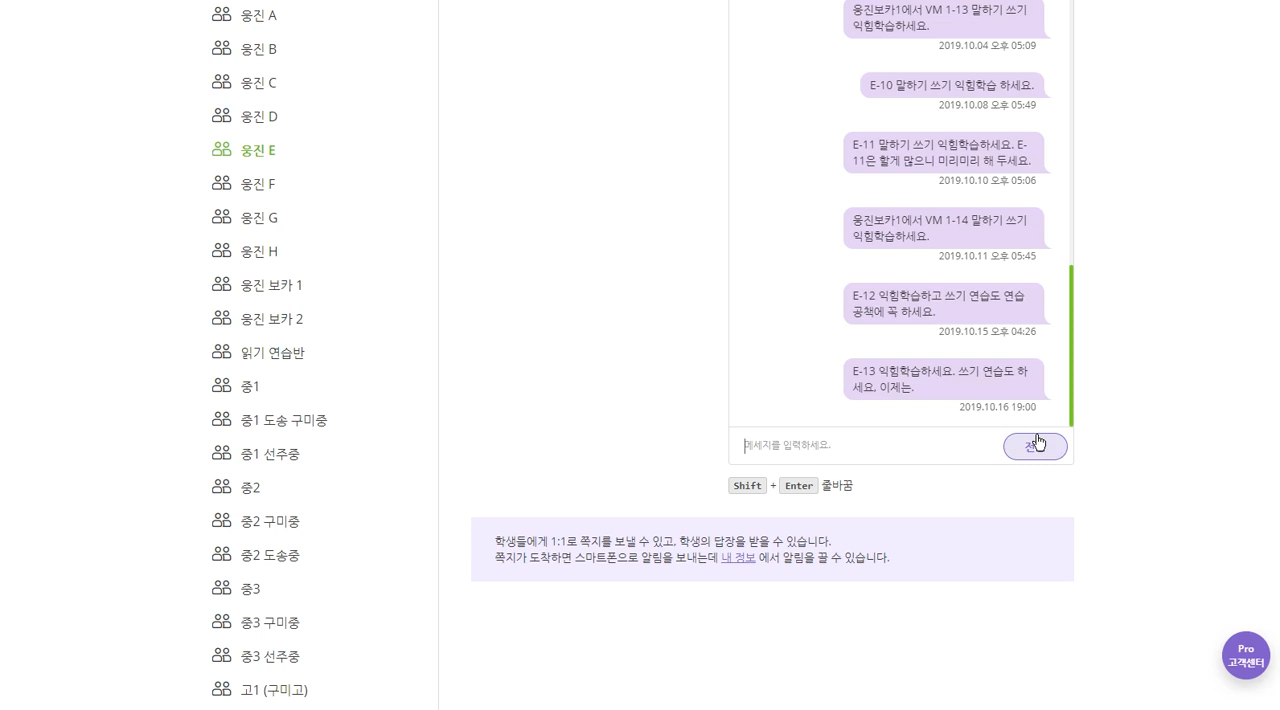 웅진 A
웅진 B
웅진 C
웅진 D
웅진 E
웅진 F
웅진 G
웅진 H
웅진 보카 1
웅진 보카 2
읽기 연습반
중1
중1 도송 구미중
중1 선주중
중2
중2 구미중
중2 도송중
중3
중3 구미중
중3 선주중
고1 (구미고)
웅진보카1에서 VM 1-13 말하기 쓰기
익힘학습하세요.
2019.10.04 오후 05:09
E-10 말하기 쓰기 익힘학습 하세요.
2019.10.08 오후 05:49
E-11 말하기 쓰기 익힘학습하세요. E-
11은 할게 많으니 미리미리 해 두세요.
2019.10.10 오후 05:06
웅진보카1에서 VM 1-14 말하기 쓰기
익힘학습하세요.
2019.10.11 오후 05:45
E-12 익힘학습하고 쓰기 연습도 연습
공책에 꼭 하세요.
2019.10.15 오후 04:26
E-13 익힘학습하세요. 쓰기 연습도 하
세요, 이제는.
2019.10.16 19:00
메세지를 입력하세요.
Shift + Enter 줄바꿈
학생들에게 1:1로 쪽지를 보낼 수 있고, 학생의 답장을 받을 수 있습니다.
쪽지가 도착하면 스마트폰으로 알림을 보내는데 내 정보 에서 알림을 끌 수 있습니다.
Pro
고객센터